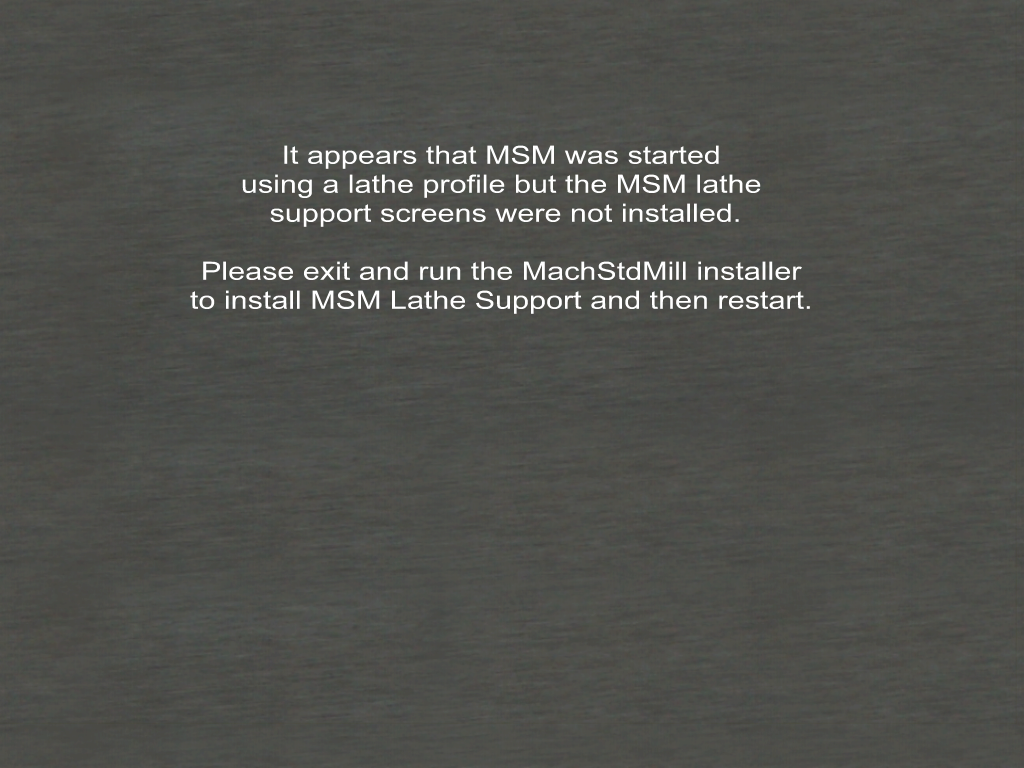 It appears that MSM was started
using a lathe profile but the MSM lathe
support screens were not installed.
Please exit and run the MachStdMill installer
to install MSM Lathe Support and then restart.